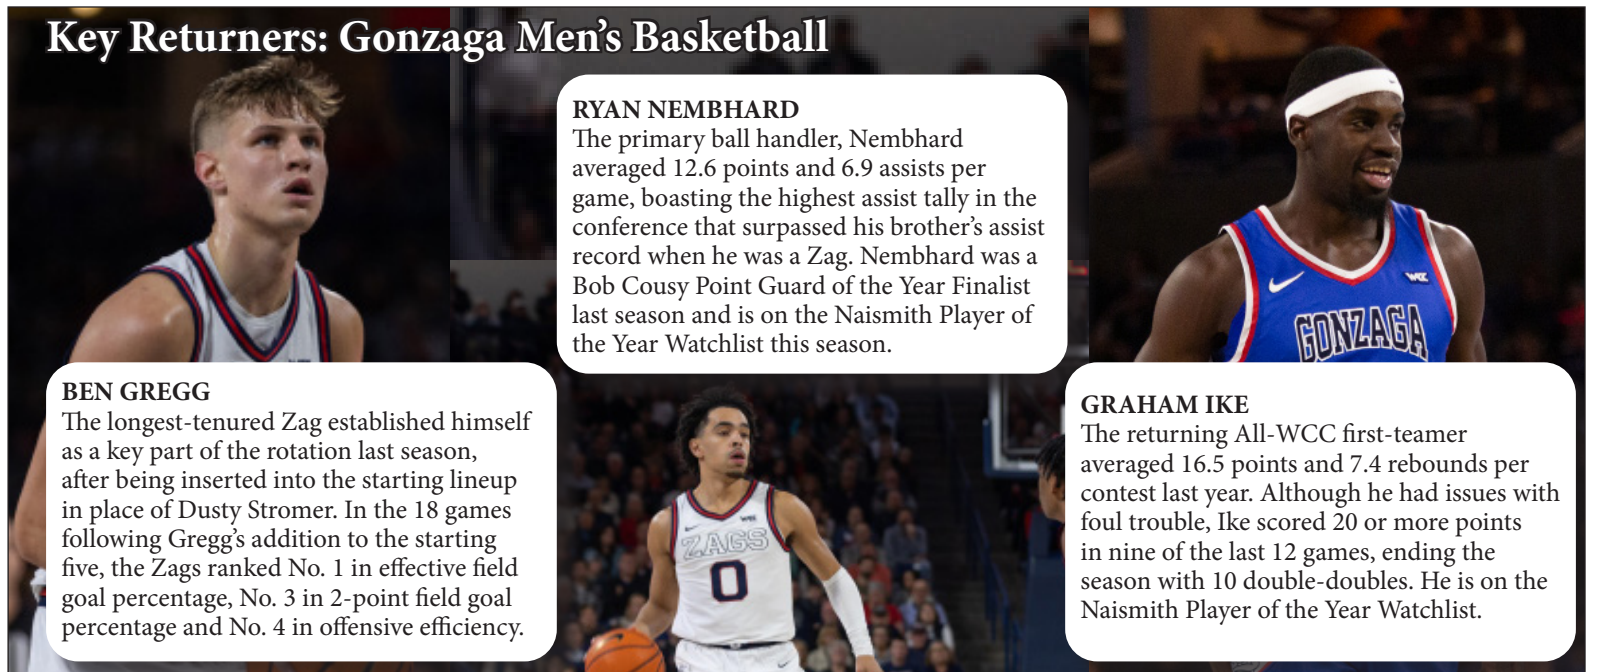 Key Returners: Gonzaga Men's Basketball
RYAN NEMBHARD
The primary ball handler, Nembhard
averaged 12.6 points and 6.9 assists per
game, boasting the highest assist tally in the
conference that surpassed his brother's assist
record when he was a Zag. Nembhard was a
Bob Cousy Point Guard of the Year Finalist
last season and is on the Naismith Player of
the Year Watchlist this season.
BEN GREGG
The longest-tenured Zag established himself
as a key part of the rotation last season,
after being inserted into the starting lineup
in place of Dusty Stromer. In the 18 games
following Gregg's addition to the starting
five, the Zags ranked No. 1 in effective field
goal percentage, No. 3 in 2-point field goal
percentage and No. 4 in offensive efficiency.
GRAHAM IKE
The returning All-WCC first-teamer
averaged 16.5 points and 7.4 rebounds per
contest last year. Although he had issues with
foul trouble, Ike scored 20 or more points
in nine of the last 12 games, ending the
season with 10 double-doubles. He is on the
Naismith Player of the Year Watchlist.
WCC
GONZAGA
ZAGS
0